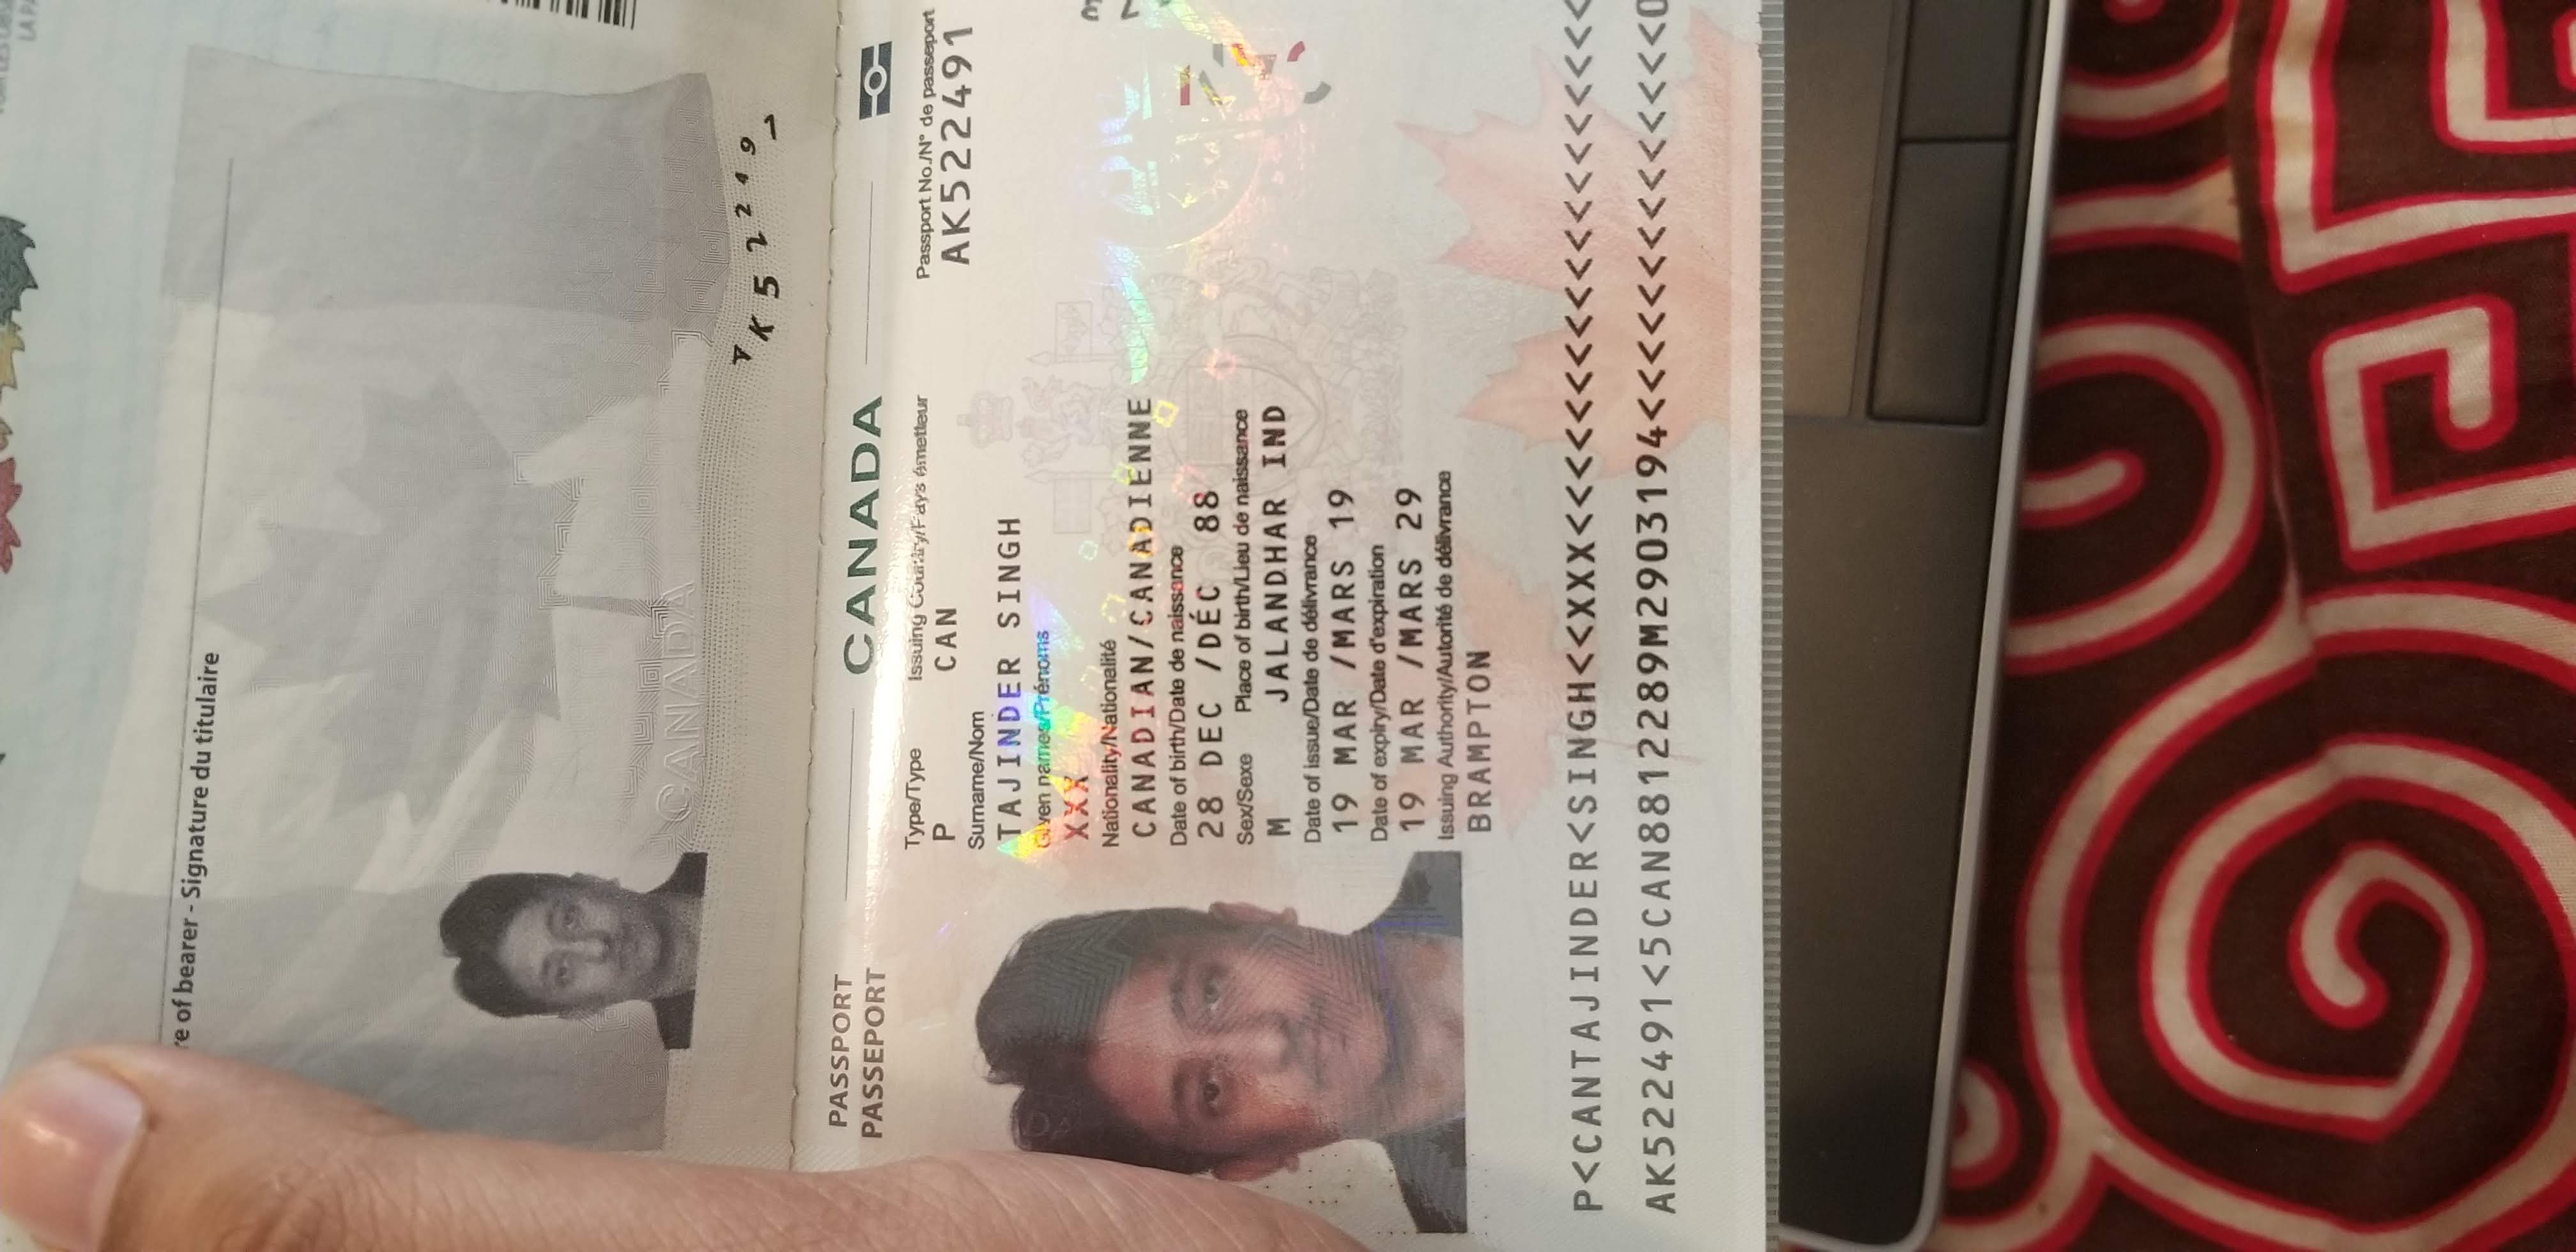 LA PA
re of bearer - Signature du titulaire
CANADA
AK522491
PASSPORT
PASSEPORT
CANADA
Type/Type Issuing Country/Pays émetteur Passport No./N° de passeport
P CAN AK522491
Surname/Nom
TAJINDER SINGH
Given names/Prénoms
XXX
Nationality/Nationalité
CANADIAN/CANADIENNE
Date of birth/Date de naissance
28 DEC /DÉC 88
Sex/Sexe Place of birth/Lieu de naissance
M JALANDHAR IND
Date of issue/Date de délivrance
19 MAR /MARS 19
Date of expiry/Date d'expiration
19 MAR /MARS 29
Issuing Authority/Autorité de délivrance
BRAMPTON
P<CANTAJINDER<SINGH<<XXX<<<<<<<<<<<<<<<<<<<
AK522491<5CAN8812289M2903194<<<<<<<<<<<<<<0